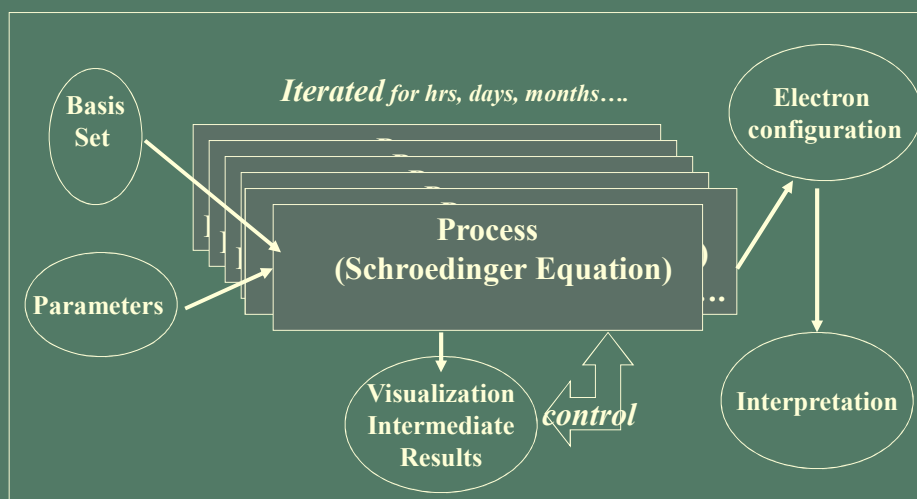 Iterated for hrs, days, months….
Basis
Set
Electron
configuration
Process
(Schroedinger Equation)
Parameters
Visualization
Intermediate
Results
control
Interpretation